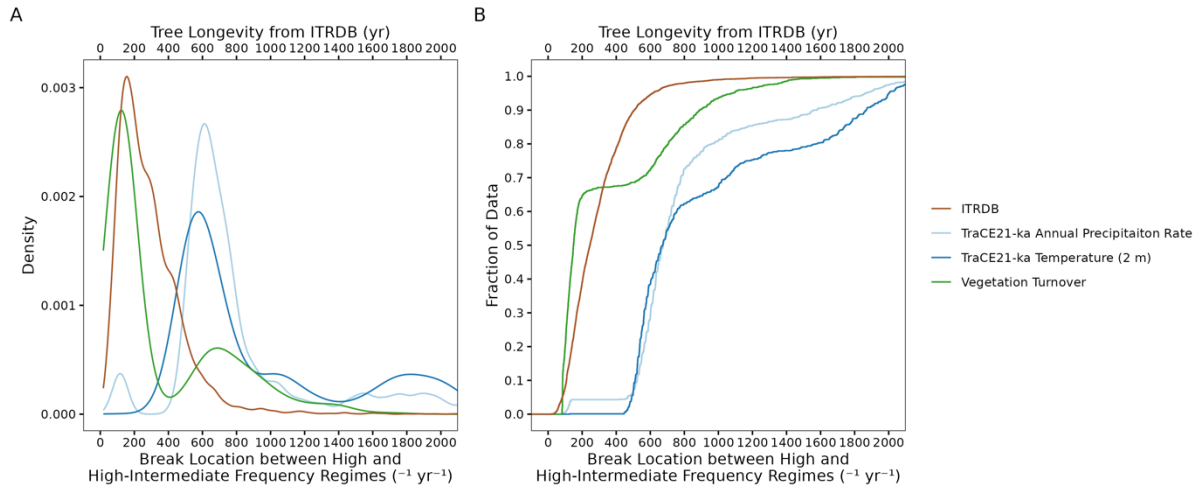 A
Tree Longevity from ITRDB (yr)
0 200 400 600 800 1000 1200 1400 1600 1800 2000
Density
0.003
0.002
0.001
0.000
0 200 400 600 800 1000 1200 1400 1600 1800 2000
Break Location between High and
High-Intermediate Frequency Regimes (⁻¹ yr⁻¹)
B
Tree Longevity from ITRDB (yr)
0 200 400 600 800 1000 1200 1400 1600 1800 2000
Fraction of Data
1.0
0.9
0.8
0.7
0.6
0.5
0.4
0.3
0.2
0.1
0.0
0 200 400 600 800 1000 1200 1400 1600 1800 2000
Break Location between High and
High-Intermediate Frequency Regimes (⁻¹ yr⁻¹)
ITRDB
TraCE21-ka Annual Precipitaiton Rate
TraCE21-ka Temperature (2 m)
Vegetation Turnover